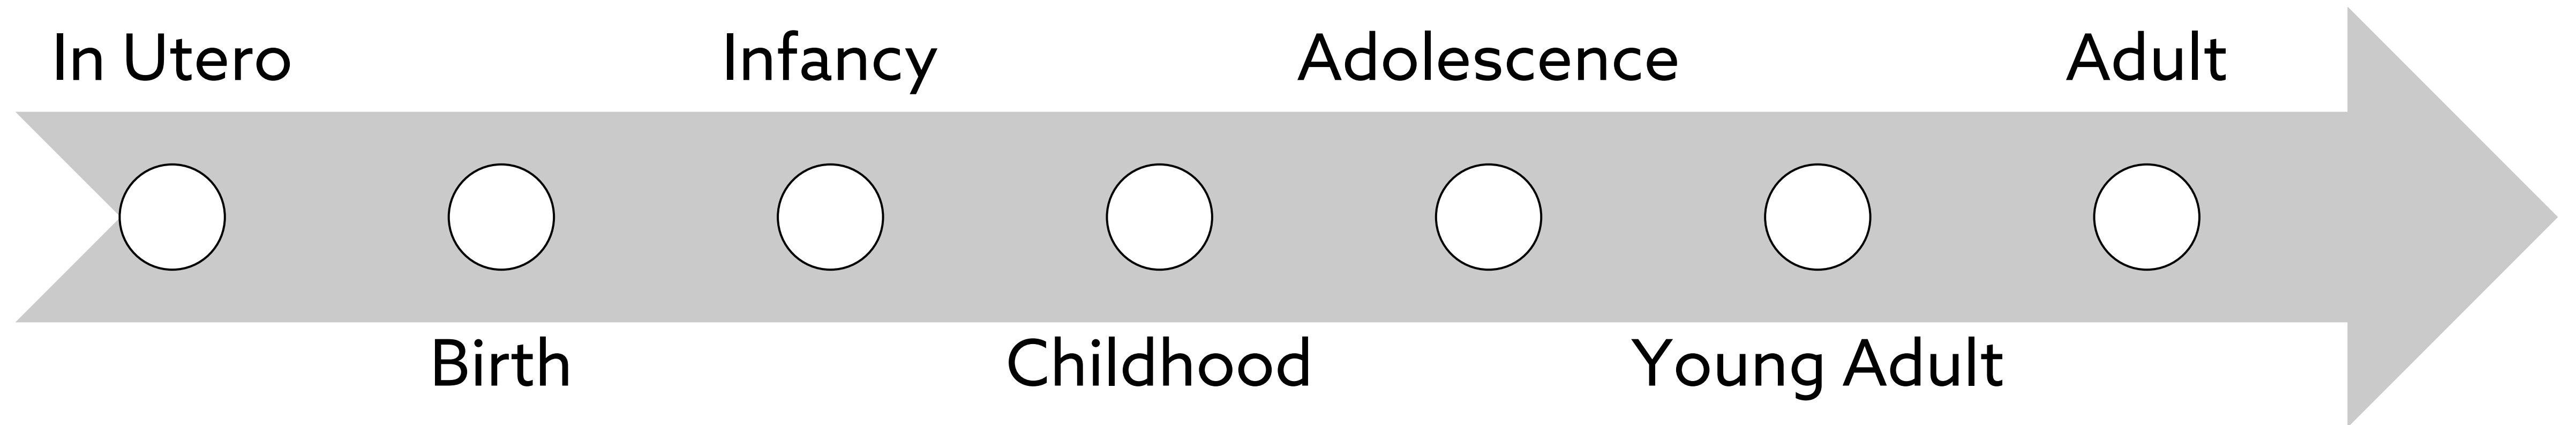 In Utero
Infancy
Adolescence
Adult
Birth
Childhood
Young Adult